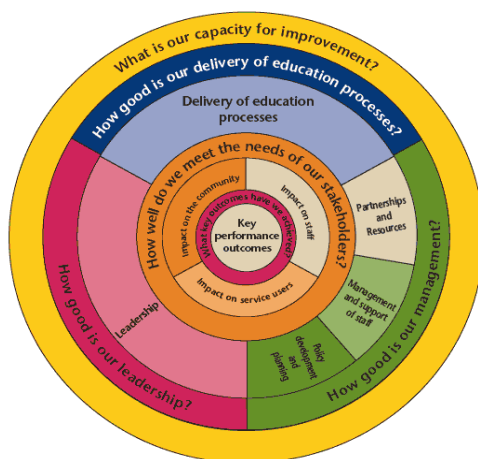 What is our capacity for improvement?
How good is our delivery of education processes?
Delivery of education
processes
How well do we meet the needs of our stakeholders?
Impact on the community
Impact on staff
What key outcomes have we achieved?
Key
performance
outcomes
Impact on service users
Partnerships
and
Resources
Management
and support
of staff
Policy
development
and
planning
Leadership
How good is our leadership?
How good is our management?